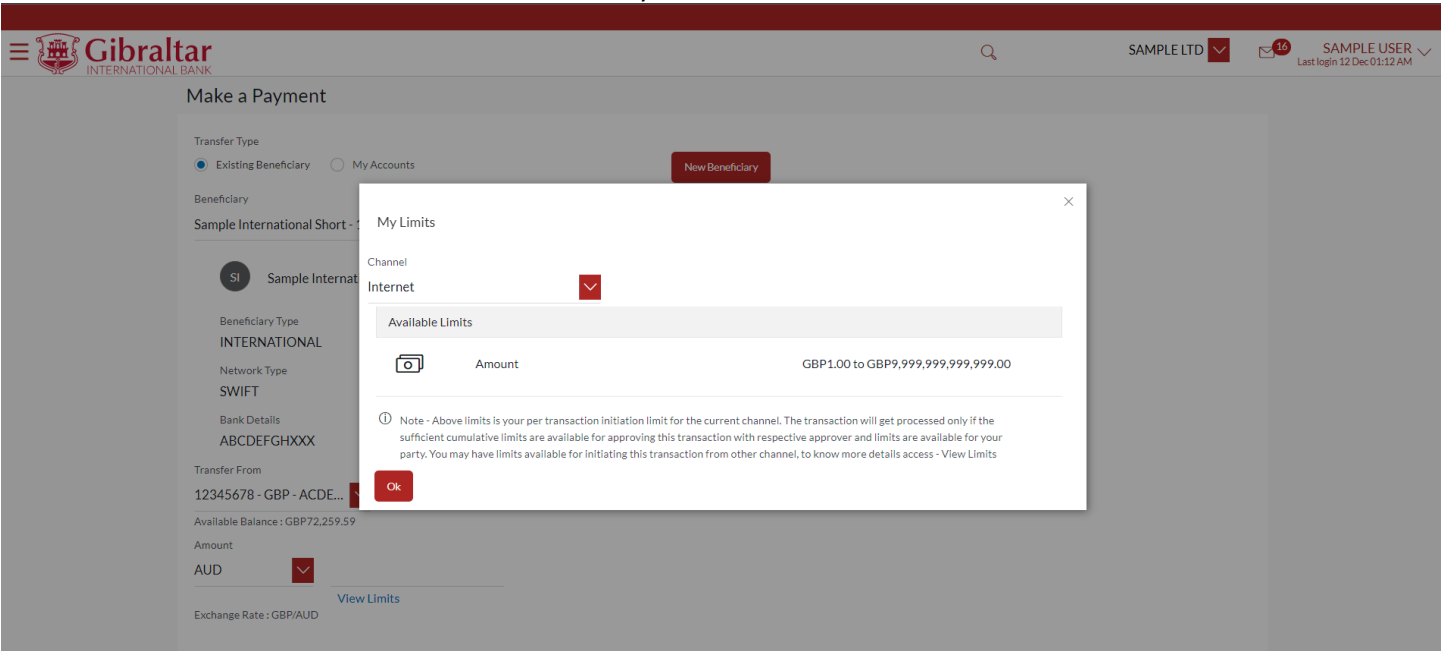 Gibraltar
INTERNATIONAL BANK
SAMPLE LTD
16
SAMPLE USER
Last login 12 Dec 01:12 AM
Make a Payment
Transfer Type
Existing Beneficiary
My Accounts
New Beneficiary
Beneficiary
Sample International Short -
My Limits
Channel
Internet
SI
Sample Internat
Available Limits
Beneficiary Type
INTERNATIONAL
Amount
GBP1.00 to GBP9,999,999,999,999.00
Network Type
SWIFT
Bank Details
ABCDEFGHXXX
Note - Above limits is your per transaction initiation limit for the current channel. The transaction will get processed only if the
sufficient cumulative limits are available for approving this transaction with respective approver and limits are available for your
party. You may have limits available for initiating this transaction from other channel, to know more details access - View Limits
Ok
Transfer From
12345678 - GBP - ACDE...
Available Balance : GBP72,259.59
Amount
AUD
View Limits
Exchange Rate : GBP/AUD